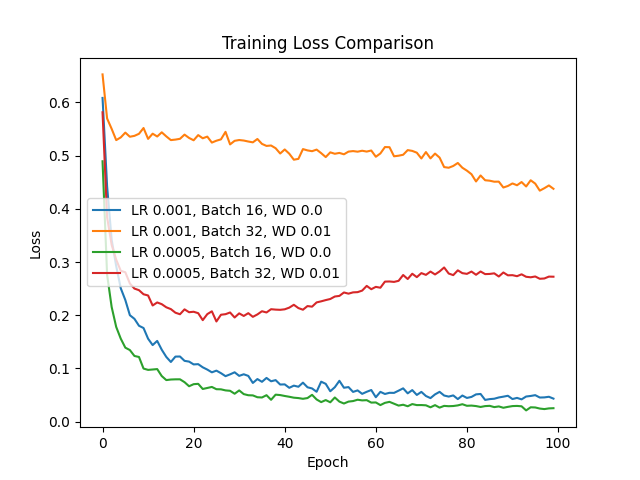 Training Loss Comparison
Loss
0.6
0.5
0.4
0.3
0.2
0.1
0.0
LR 0.001, Batch 16, WD 0.0
LR 0.001, Batch 32, WD 0.01
LR 0.0005, Batch 16, WD 0.0
LR 0.0005, Batch 32, WD 0.01
0 20 40 60 80 100
Epoch